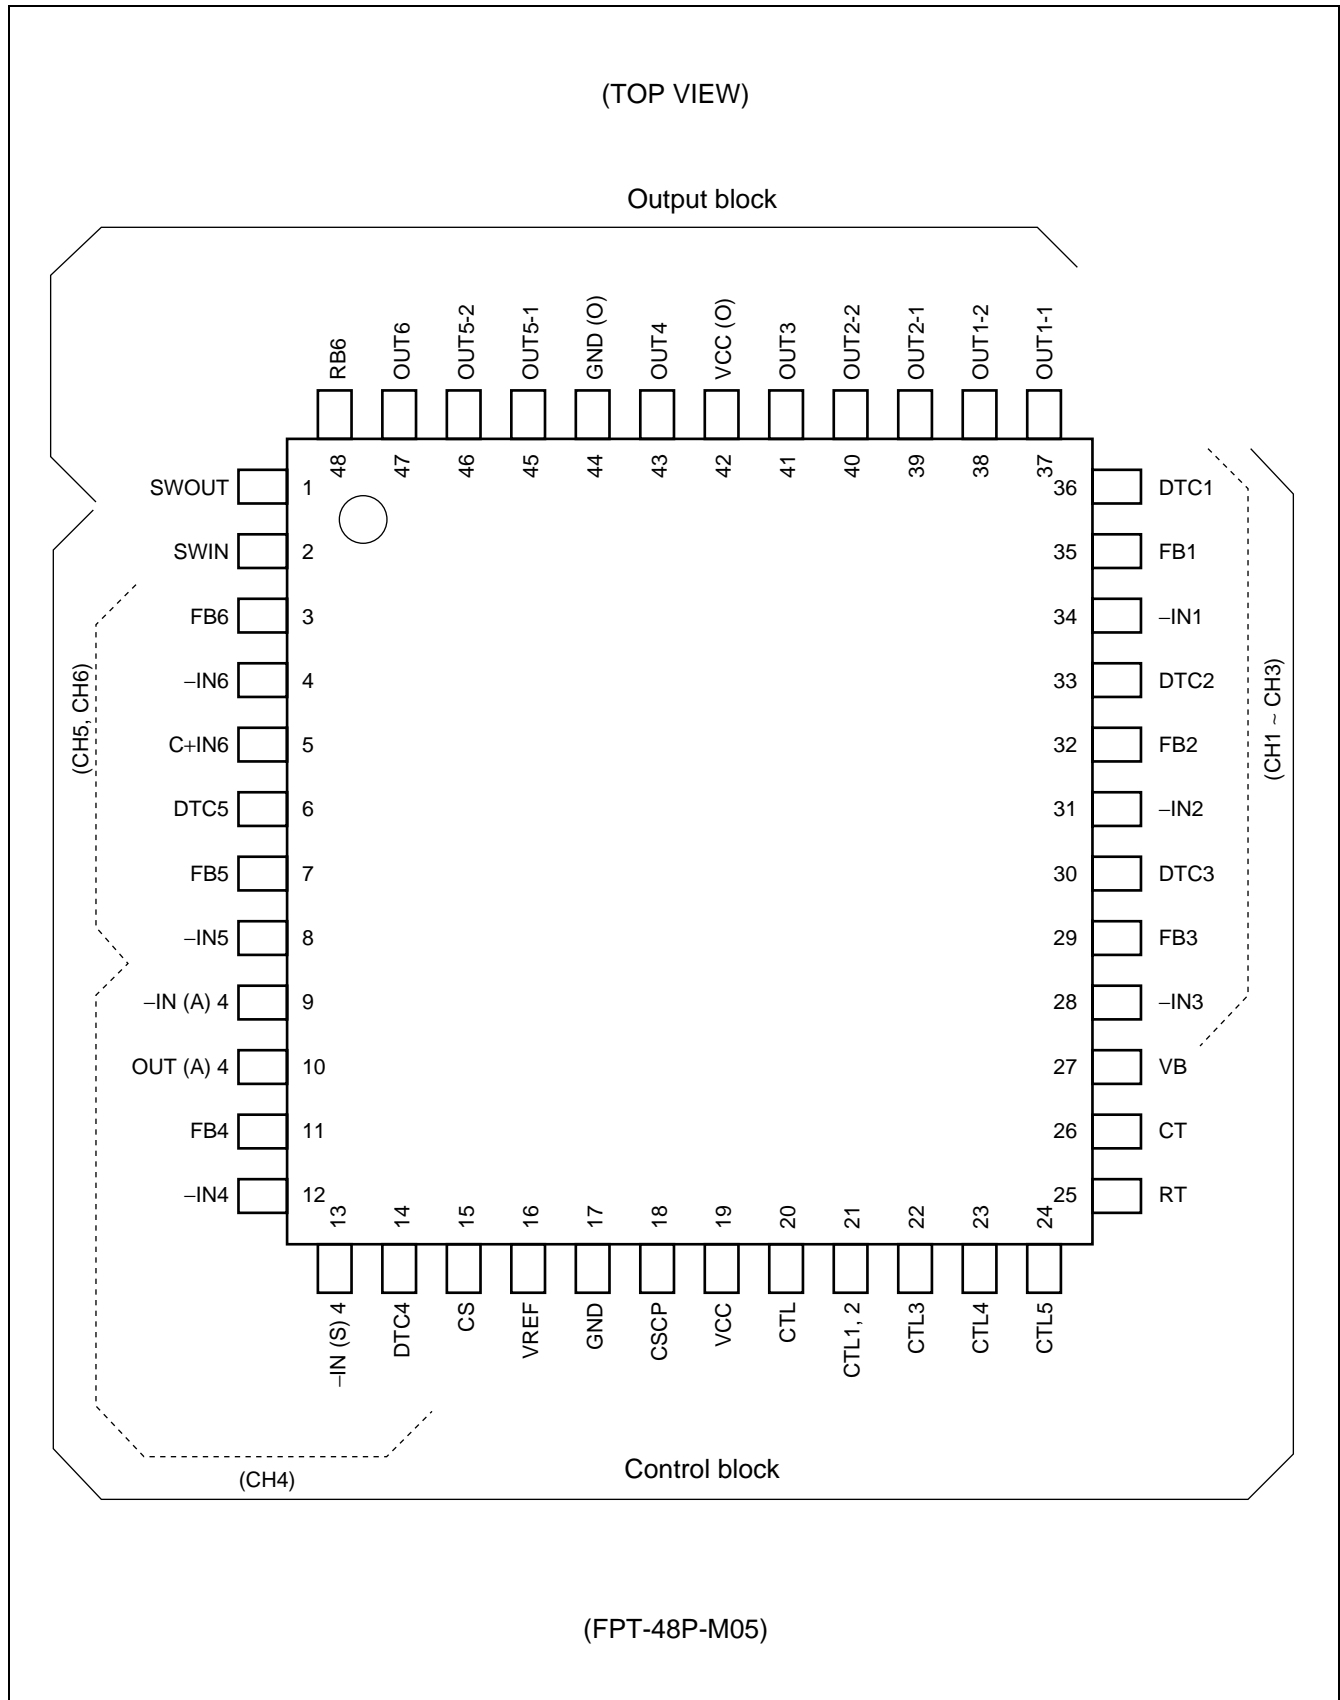 (TOP VIEW)
Output block
RB6
OUT6
OUT5-2
OUT5-1
GND (O)
OUT4
VCC (O)
OUT3
OUT2-2
OUT2-1
OUT1-2
OUT1-1
48
47
46
45
44
43
42
41
40
39
38
37
SWOUT 1
SWIN 2
FB6 3
−IN6 4
C+IN6 5
DTC5 6
FB5 7
−IN5 8
−IN (A) 4 9
OUT (A) 4 10
FB4 11
−IN4 12
(CH5, CH6)
36 DTC1
35 FB1
34 −IN1
33 DTC2
32 FB2
31 −IN2
30 DTC3
29 FB3
28 −IN3
27 VB
26 CT
25 RT
(CH1 ~ CH3)
13
14
15
16
17
18
19
20
21
22
23
24
−IN (S) 4
DTC4
CS
VREF
GND
CSCP
VCC
CTL
CTL1, 2
CTL3
CTL4
CTL5
(CH4)
Control block
(FPT-48P-M05)